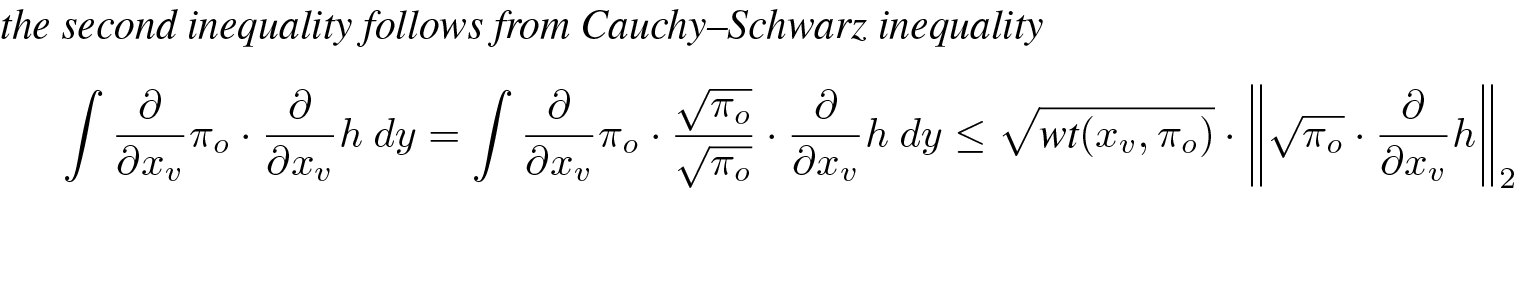 the second inequality follows from Cauchy–Schwarz inequality
∫ ∂/∂x_v π_o · ∂/∂x_v h dy = ∫ ∂/∂x_v π_o · √π_o/√π_o · ∂/∂x_v h dy ≤ √wt(x_v, π_o) · ‖√π_o · ∂/∂x_v h‖_2